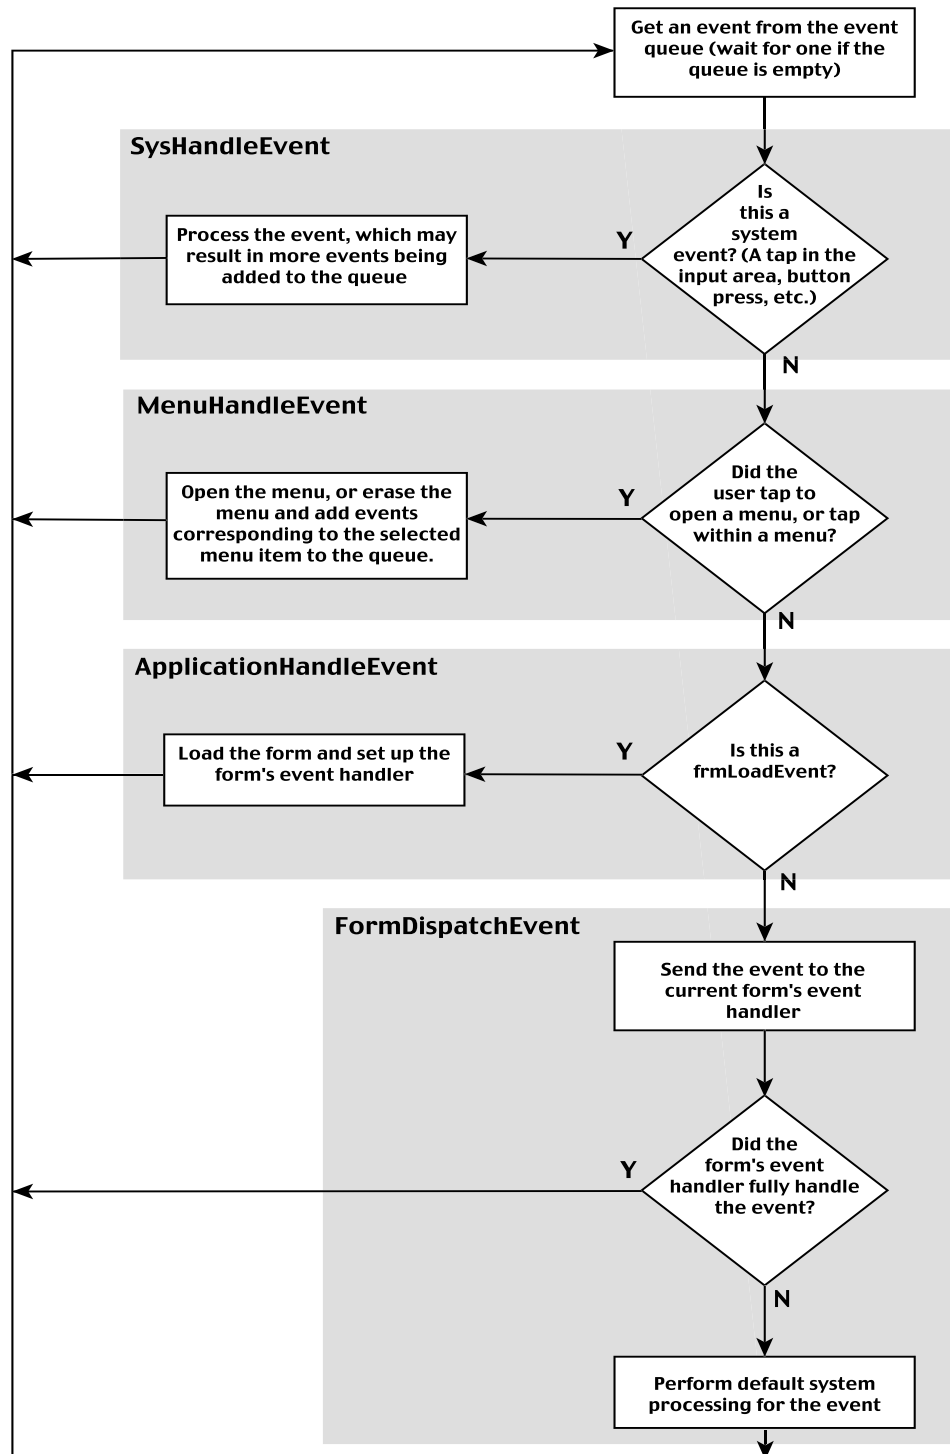 Get an event from the event
queue (wait for one if the
queue is empty)
SysHandleEvent
Is
this a
system
event? (A tap in the
input area, button
press, etc.)
Y
Process the event, which may
result in more events being
added to the queue
N
MenuHandleEvent
Did the
user tap to
open a menu, or tap
within a menu?
Y
Open the menu, or erase the
menu and add events
corresponding to the selected
menu item to the queue.
N
ApplicationHandleEvent
Is this a
frmLoadEvent?
Y
Load the form and set up the
form's event handler
N
FormDispatchEvent
Send the event to the
current form's event
handler
Did the
form's event
handler fully handle
the event?
Y
N
Perform default system
processing for the event